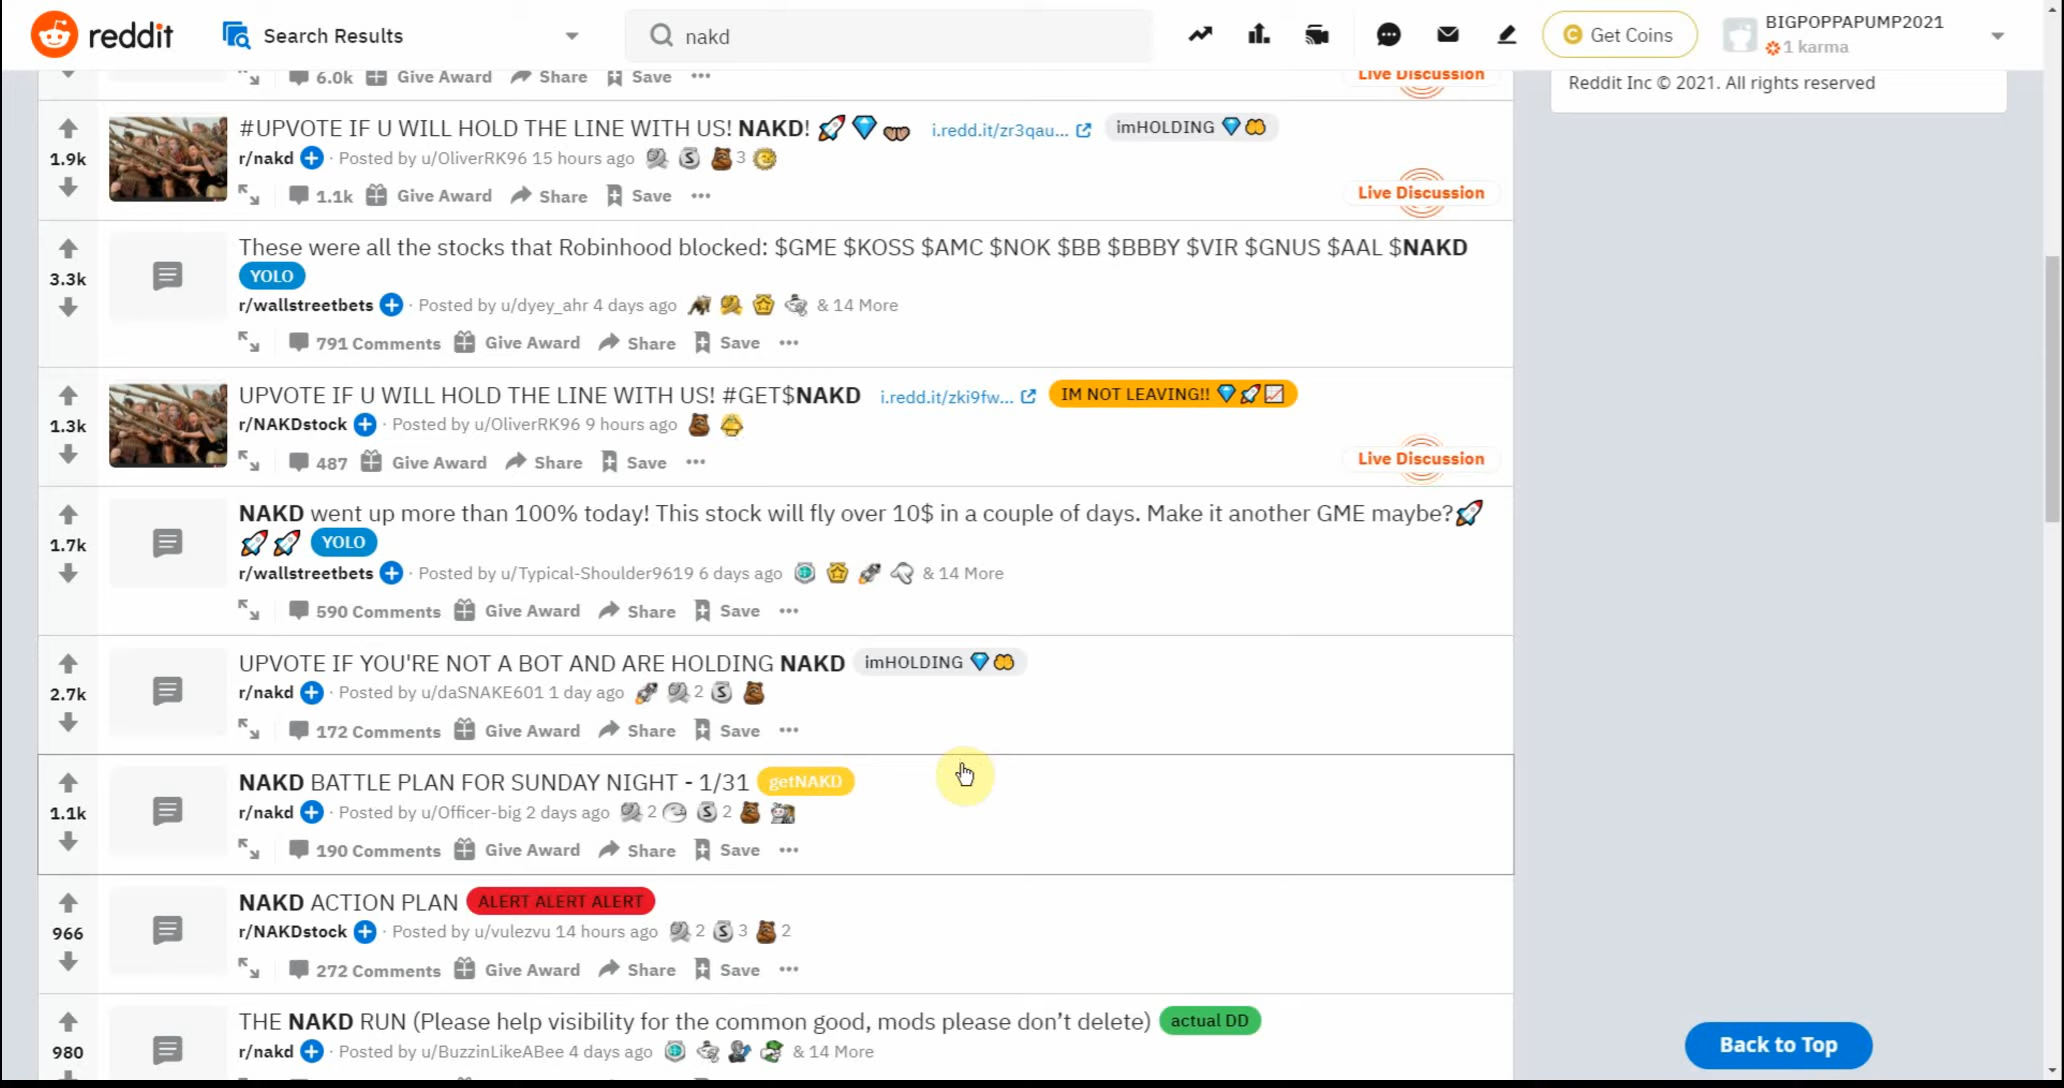 reddit Search Results nakd Get Coins BIGPOPPAPUMP2021
1 karma
6.0k Give Award Share Save ••• Live Discussion
Reddit Inc © 2021. All rights reserved
#UPVOTE IF U WILL HOLD THE LINE WITH US! NAKD! 🚀💎 i.redd.it/zr3qau... imHOLDING 💎
1.9k
r/nakd · Posted by u/OliverRK96 15 hours ago 3
1.1k Give Award Share Save ••• Live Discussion
These were all the stocks that Robinhood blocked: $GME $KOSS $AMC $NOK $BB $BBBY $VIR $GNUS $AAL $NAKD
3.3k
YOLO
r/wallstreetbets · Posted by u/dyey_ahr 4 days ago & 14 More
791 Comments Give Award Share Save •••
UPVOTE IF U WILL HOLD THE LINE WITH US! #GET$NAKD i.redd.it/zki9fw... IM NOT LEAVING!! 💎🚀📈
1.3k
r/NAKDstock · Posted by u/OliverRK96 9 hours ago
487 Give Award Share Save ••• Live Discussion
NAKD went up more than 100% today! This stock will fly over 10$ in a couple of days. Make it another GME maybe?🚀
1.7k
🚀🚀 YOLO
r/wallstreetbets · Posted by u/Typical-Shoulder9619 6 days ago & 14 More
590 Comments Give Award Share Save •••
UPVOTE IF YOU'RE NOT A BOT AND ARE HOLDING NAKD imHOLDING 💎
2.7k
r/nakd · Posted by u/daSNAKE601 1 day ago 2
172 Comments Give Award Share Save •••
NAKD BATTLE PLAN FOR SUNDAY NIGHT - 1/31 getNAKD
1.1k
r/nakd · Posted by u/Officer-big 2 days ago 2 2
190 Comments Give Award Share Save •••
NAKD ACTION PLAN ALERT ALERT ALERT
966
r/NAKDstock · Posted by u/vulezvu 14 hours ago 2 3 2
272 Comments Give Award Share Save •••
THE NAKD RUN (Please help visibility for the common good, mods please don’t delete) actual DD
980
r/nakd · Posted by u/BuzzinLikeABee 4 days ago & 14 More
Back to Top